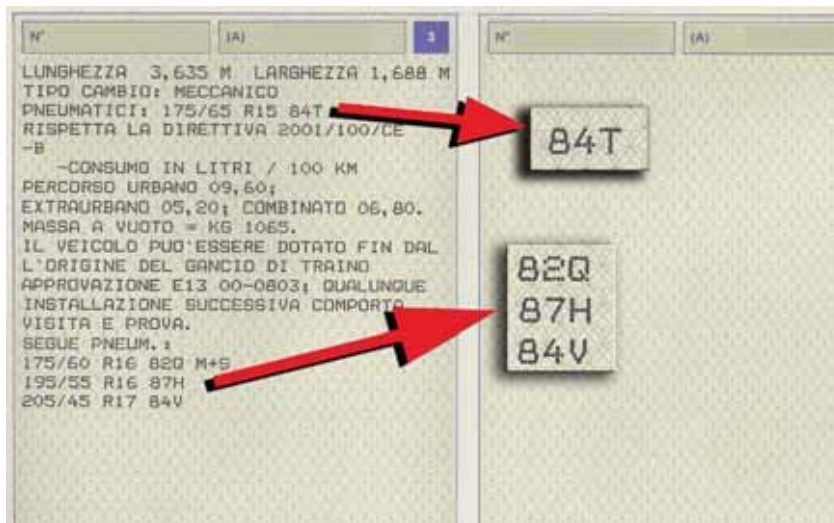 N° (A) 3
LUNGHEZZA 3,635 M LARGHEZZA 1,688 M
TIPO CAMBIO: MECCANICO
PNEUMATICI: 175/65 R15 84T
RISPETTA LA DIRETTIVA 2001/100/CE
-B
-CONSUMO IN LITRI / 100 KM
PERCORSO URBANO 09,60;
EXTRAURBANO 05,20; COMBINATO 06,80.
MASSA A VUOTO = KG 1065.
IL VEICOLO PUO'ESSERE DOTATO FIN DAL
L'ORIGINE DEL GANCIO DI TRAINO
APPROVAZIONE E13 00-0803; QUALUNQUE
INSTALLAZIONE SUCCESSIVA COMPORTA
VISITA E PROVA.
SEGUE PNEUM.:
175/60 R16 82Q M+S
195/55 R16 87H
205/45 R17 84V
N° (A)
84T
82Q
87H
84V